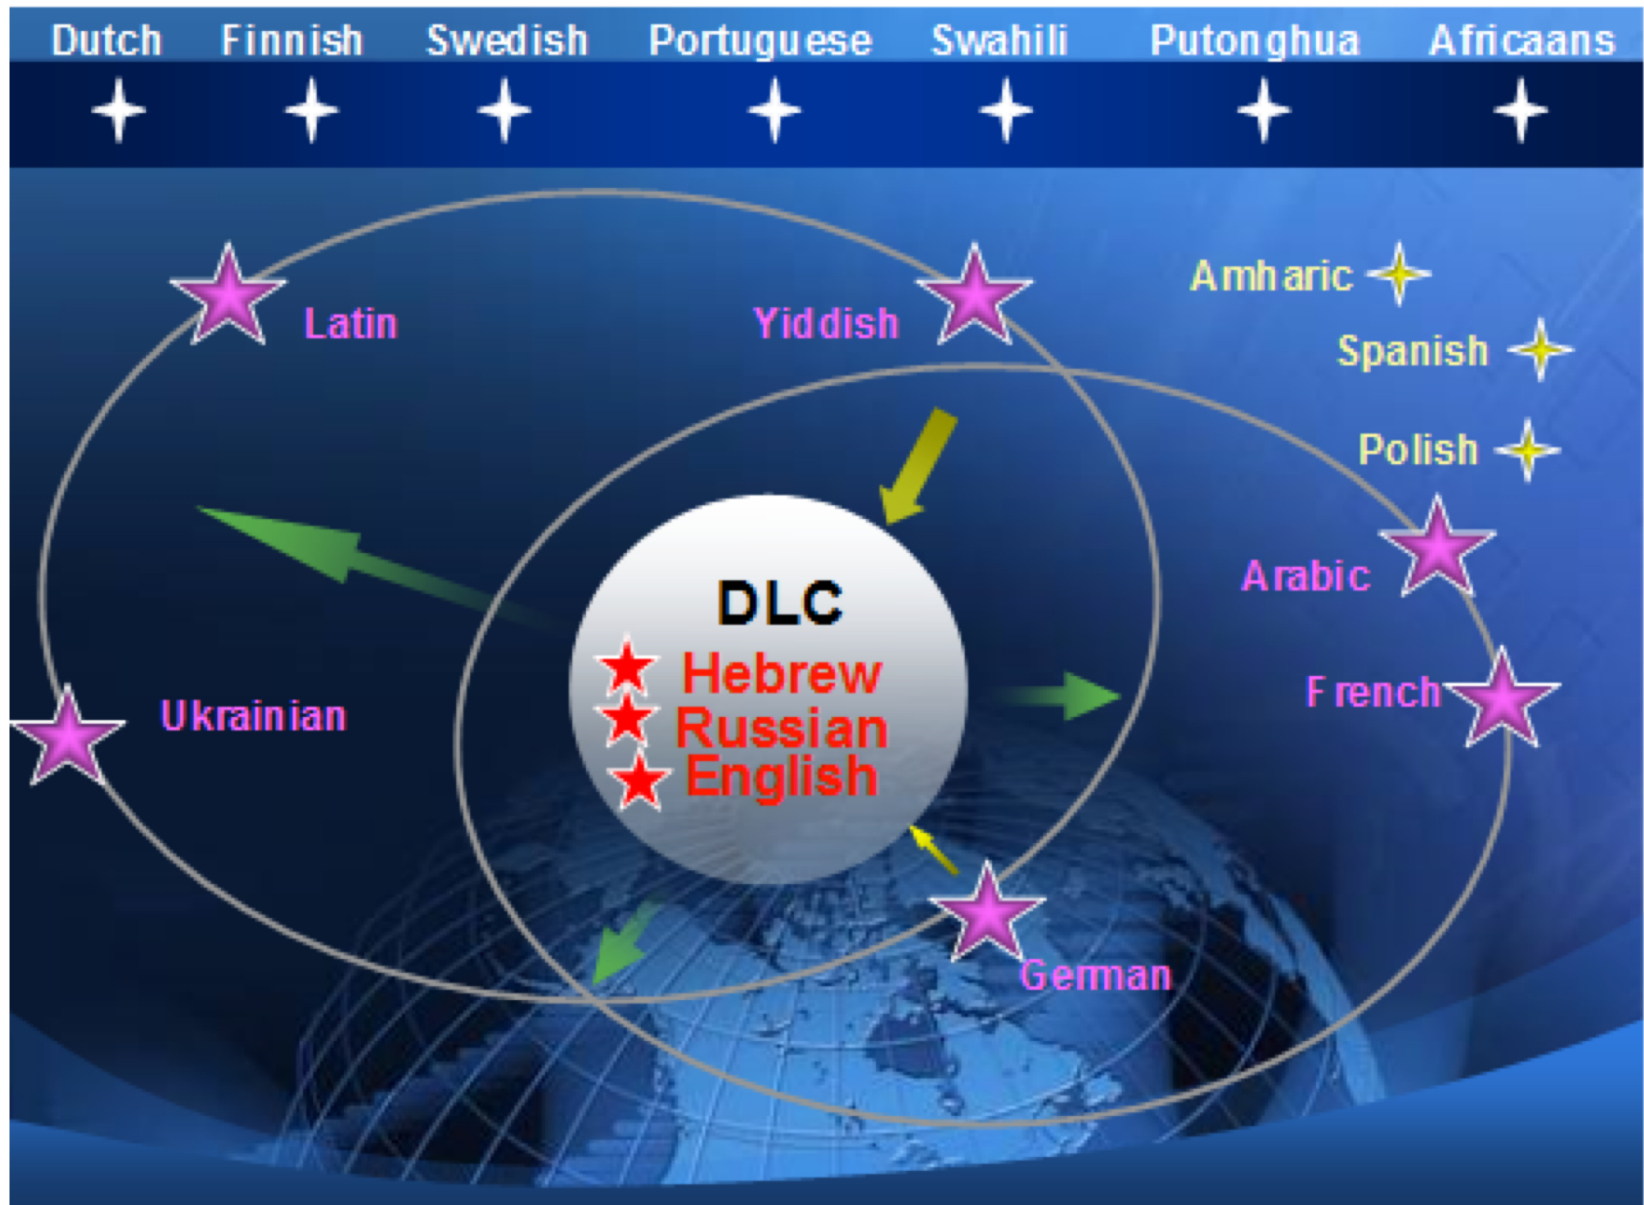 Dutch Finnish Swedish Portuguese Swahili Putonghua Africaans
Amharic
Latin
Yiddish
Spanish
Polish
Arabic
DLC
Hebrew
Russian
English
French
Ukrainian
German